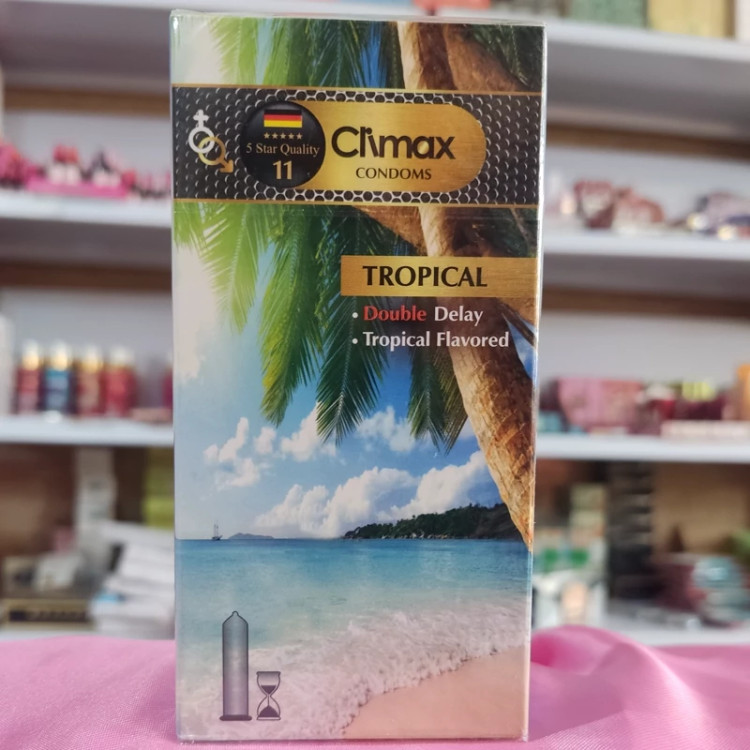 ★★★★★
5 Star Quality
11
Climax
CONDOMS
TROPICAL
• Double Delay
• Tropical Flavored